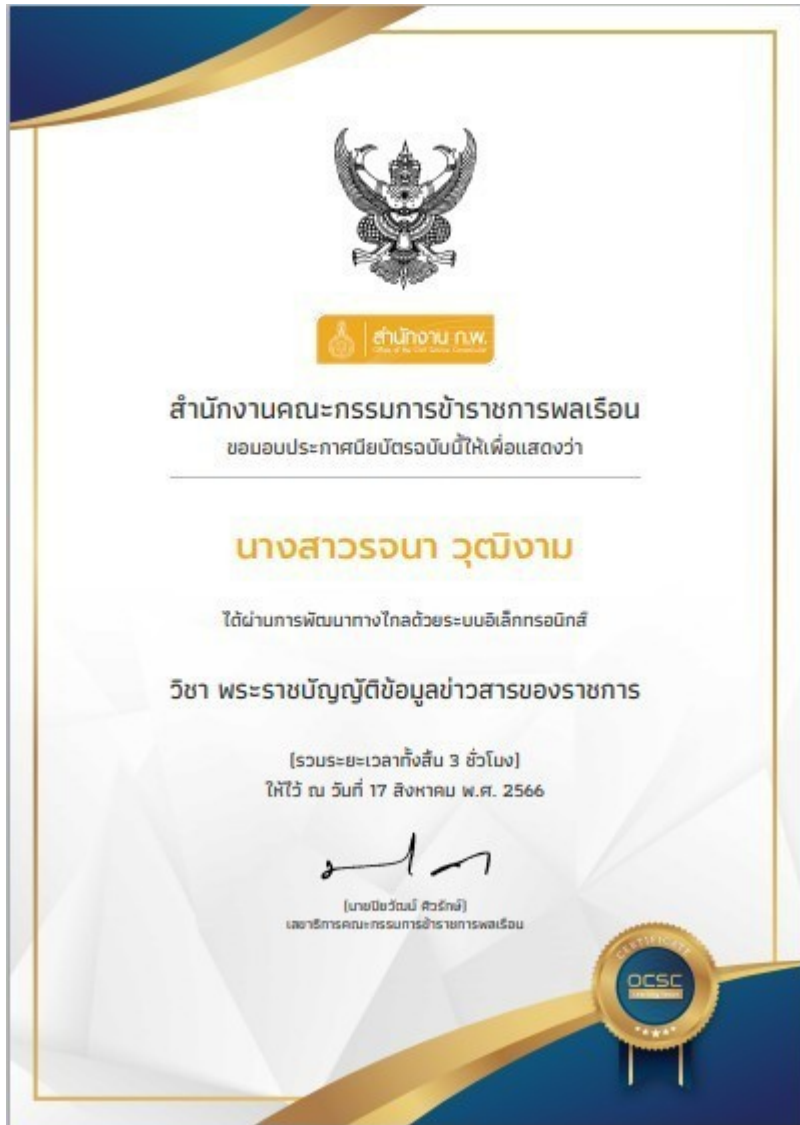 สำนักงาน ก.พ.
Office of the Civil Service Commission
สำนักงานคณะกรรมการข้าราชการพลเรือน
ขอมอบประกาศนียบัตรฉบับนี้ให้เพื่อแสดงว่า
นางสาวรจนา วุฒิงาม
ได้ผ่านการพัฒนาทางไกลด้วยระบบอิเล็กทรอนิกส์
วิชา พระราชบัญญัติข้อมูลข่าวสารของราชการ
(รวมระยะเวลาทั้งสิ้น 3 ชั่วโมง)
ให้ไว้ ณ วันที่ 17 สิงหาคม พ.ศ. 2566
(นายปิยวัฒน์ ศิวรักษ์)
เลขาธิการคณะกรรมการข้าราชการพลเรือน
CERTIFICATE
OCSC